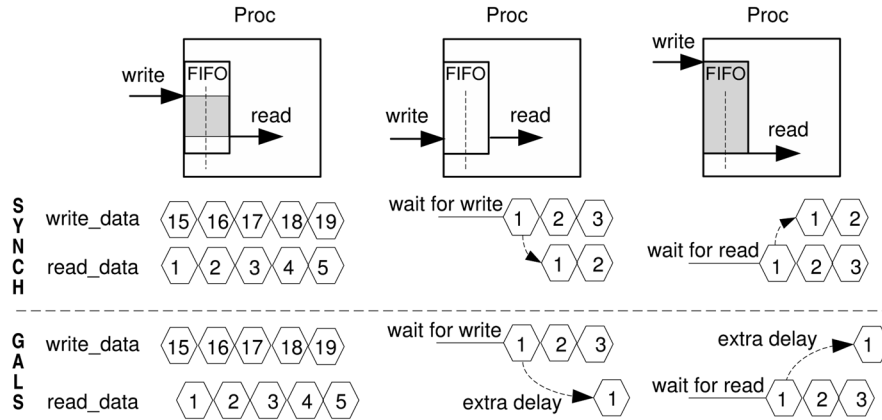 Proc Proc Proc
write
FIFO FIFO write FIFO
write read read read
SYNCH
write_data 15 16 17 18 19 wait for write 1 2 3 1 2
read_data 1 2 3 4 5 1 2 wait for read 1 2 3
GALS
write_data 15 16 17 18 19 wait for write 1 2 3 extra delay 1
read_data 1 2 3 4 5 extra delay 1 wait for read 1 2 3